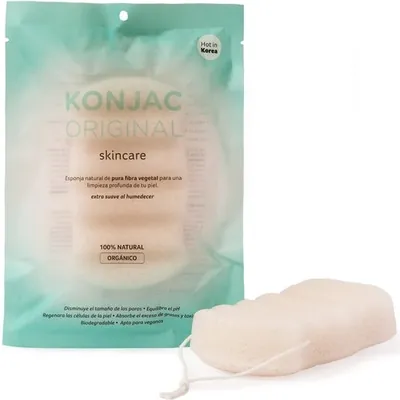 Hot in
Korea
KONJAC
ORIGINAL
skincare
Esponja natural de pura fibra vegetal para una
limpieza profunda de tu piel.
extra suave al humedecer
100% NATURAL
ORGÁNICO
Disminuye el tamaño de los poros • Equilibra el pH
Regenera las células de la piel • Absorbe el exceso de grasa y
Biodegradable • Apta para veganos